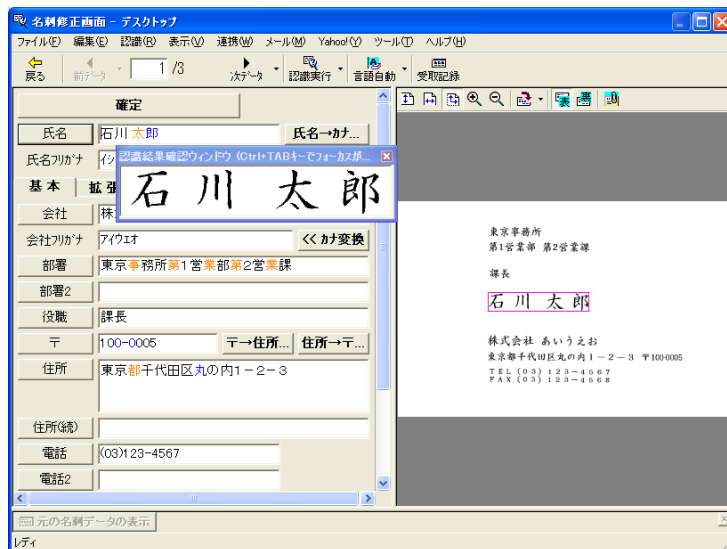 名刺修正画面 - デスクトップ
ファイル(F) 編集(E) 認識(R) 表示(V) 連携(W) メール(M) Yahoo!(Y) ツール(T) ヘルプ(H)
戻る 前データ 1 /3 次データ 認識実行 言語自動 受取記録
確定
氏名 石川 太郎 氏名→カナ...
氏名フリガナ イシ
認識結果確認ウィンドウ (Ctrl+TABキーでフォーカスが...
石川 太郎
基本 拡張
会社 株
会社フリガナ アイウエオ << カナ変換
部署 東京事務所第1営業部第2営業課
部署2
役職 課長
〒 100-0005 〒→住所... 住所→〒...
住所 東京都千代田区丸の内1-2-3
住所(続)
電話 (03)123-4567
電話2
東京事務所
第1営業部 第2営業課
課長
石川 太郎
株式会社 あいうえお
東京都千代田区丸の内1-2-3 〒100-0005
TEL (03) 123-4567
FAX (03) 123-4568
元の名刺データの表示
レディ